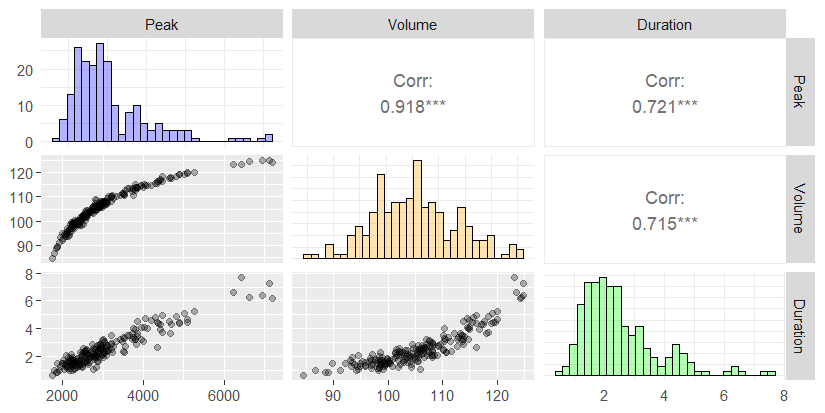 Peak Volume Duration
20
10
0
Corr:
0.918***
Corr:
0.721***
Peak
120
110
100
90
Corr:
0.715***
Volume
8
6
4
2
Duration
2000 4000 6000 90 100 110 120 2 4 6 8